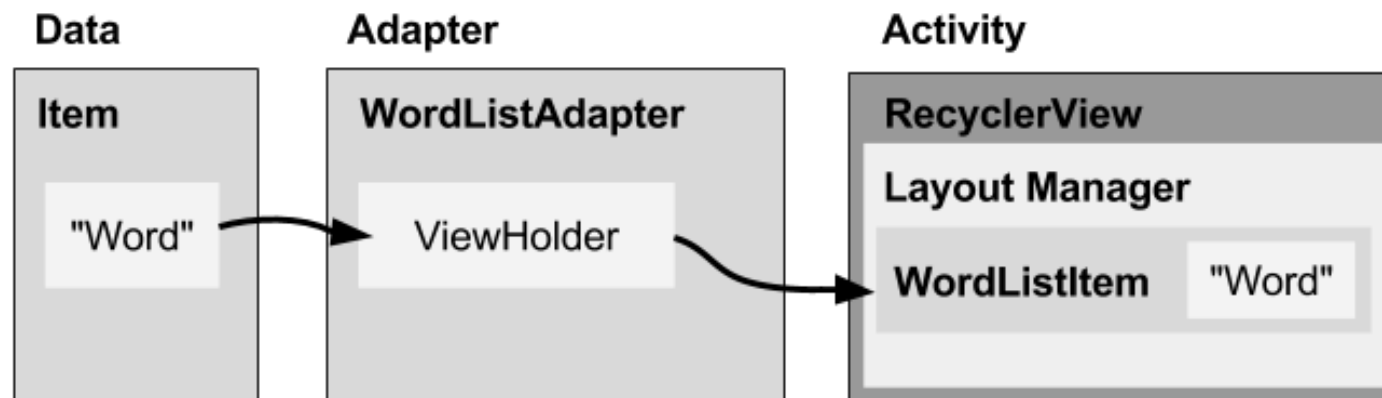 Data
Adapter
Activity
Item
WordListAdapter
RecyclerView
Layout Manager
"Word"
ViewHolder
WordListItem
"Word"